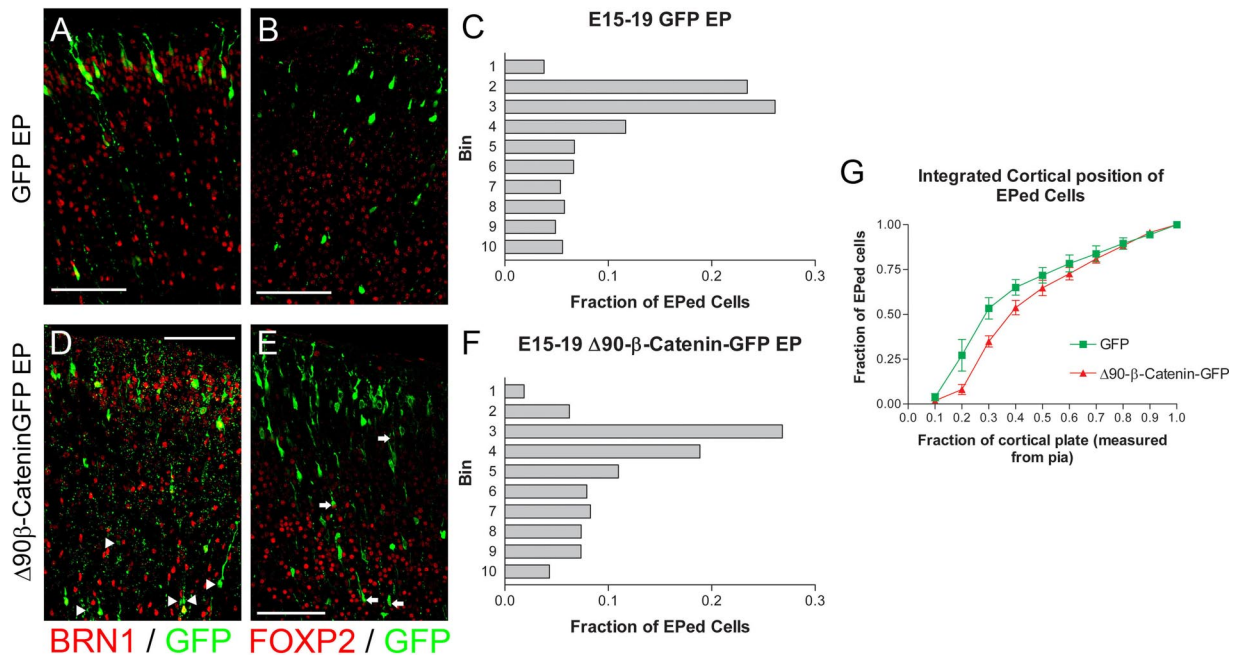 A
B
GFP EP
C
E15-19 GFP EP
Bin
1
2
3
4
5
6
7
8
9
10
0.0 0.1 0.2 0.3
Fraction of EPed Cells
D
E
Δ90β-CateninGFP EP
BRN1 / GFP
FOXP2 / GFP
F
E15-19 Δ90-β-Catenin-GFP EP
Bin
1
2
3
4
5
6
7
8
9
10
0.0 0.1 0.2 0.3
Fraction of EPed Cells
G
Integrated Cortical position of
EPed Cells
Fraction of EPed cells
1.00
0.75
0.50
0.25
0.00
GFP
Δ90-β-Catenin-GFP
0.0 0.1 0.2 0.3 0.4 0.5 0.6 0.7 0.8 0.9 1.0
Fraction of cortical plate (measured
from pia)